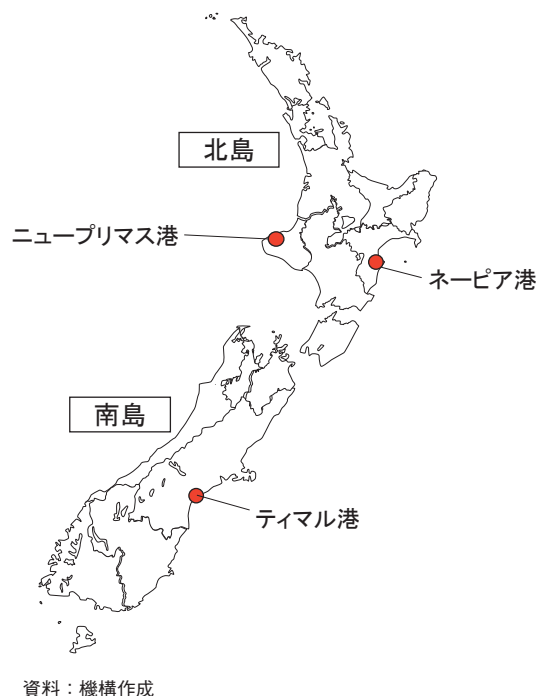 北島
ニュープリマス港
ネーピア港
南島
ティマル港
資料：機構作成